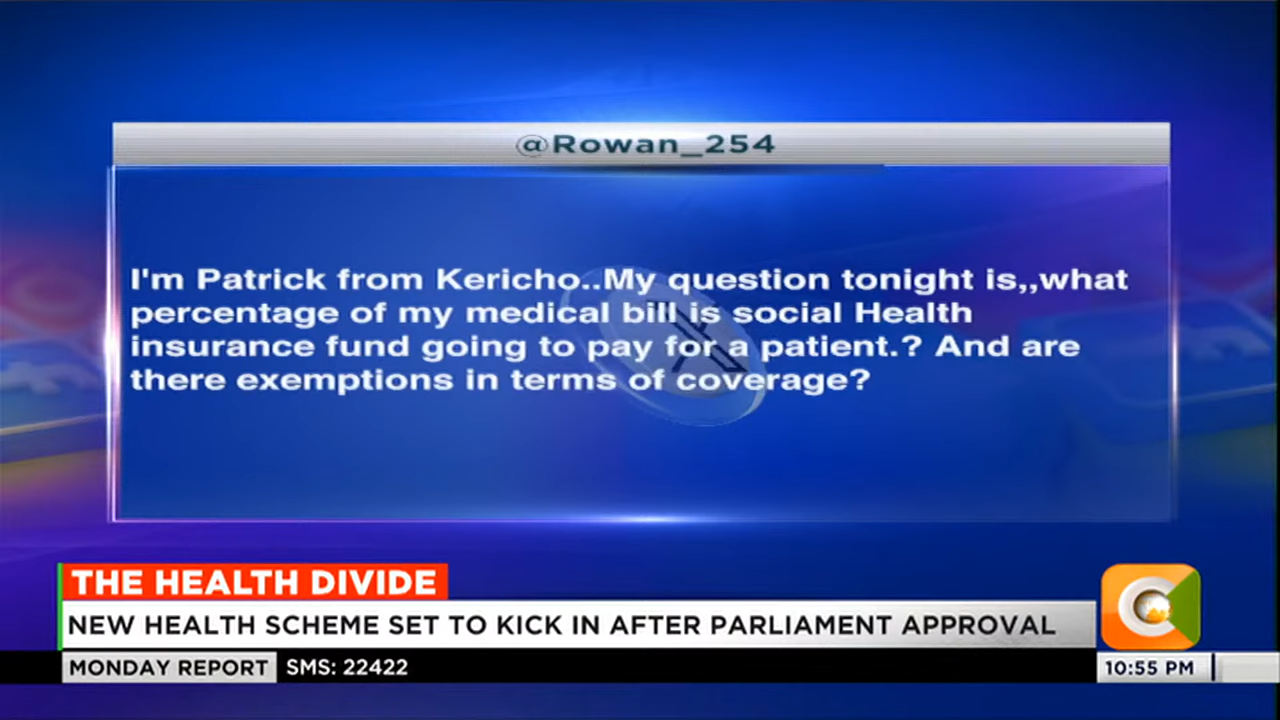 @Rowan_254
I'm Patrick from Kericho..My question tonight is,,what
percentage of my medical bill is social Health
insurance fund going to pay for a patient.? And are
there exemptions in terms of coverage?
THE HEALTH DIVIDE
NEW HEALTH SCHEME SET TO KICK IN AFTER PARLIAMENT APPROVAL
MONDAY REPORT SMS: 22422
10:55 PM